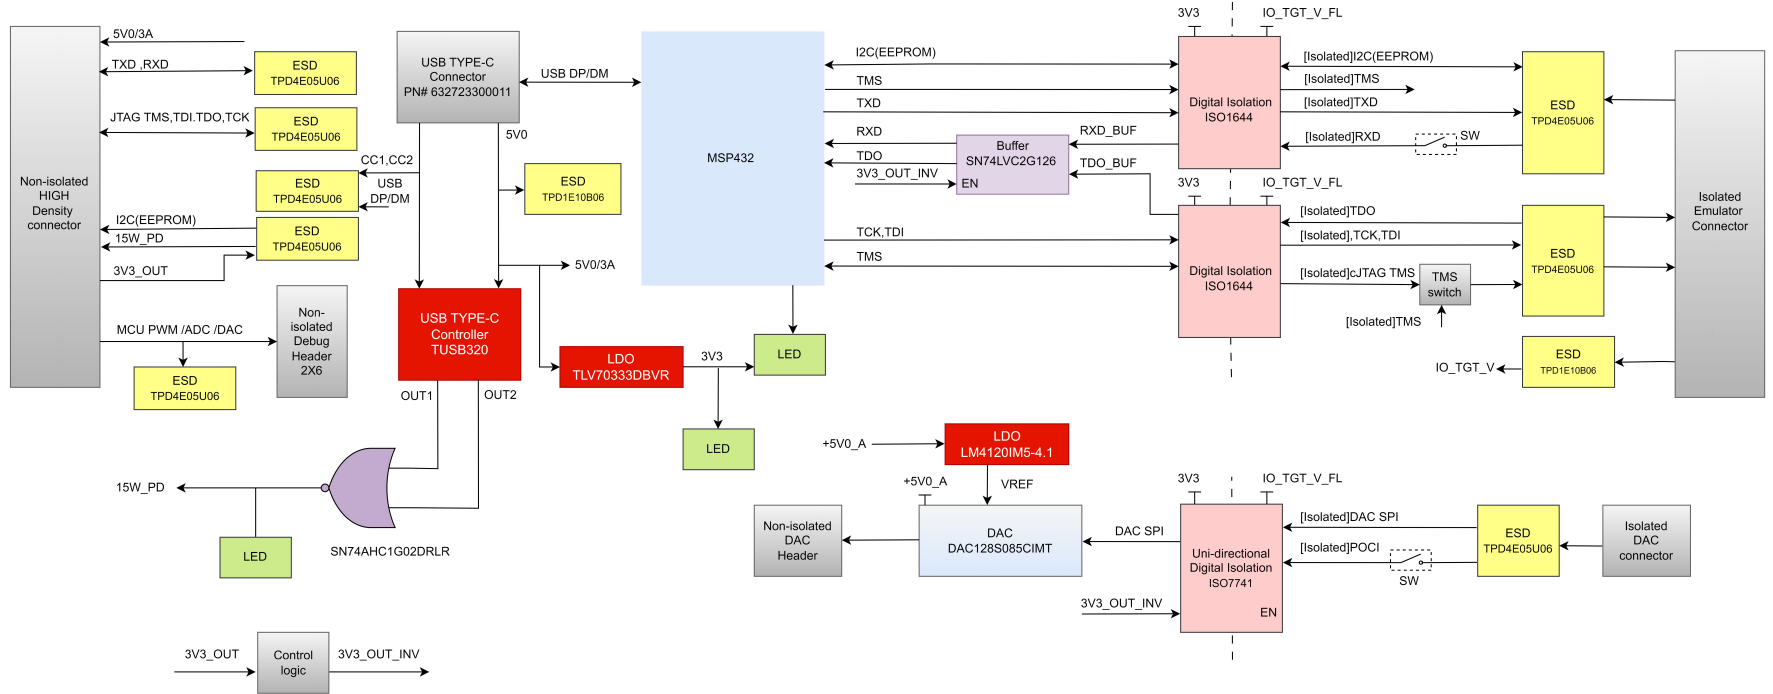 5V0/3A
TXD ,RXD
ESD
TPD4E05U06
JTAG TMS,TDI.TDO,TCK
ESD
TPD4E05U06
Non-isolated
HIGH
Density
connector
CC1,CC2
ESD
TPD4E05U06
USB
DP/DM
I2C(EEPROM)
15W_PD
ESD
TPD4E05U06
3V3_OUT
MCU PWM /ADC /DAC
Non-
isolated
Debug
Header
2X6
ESD
TPD4E05U06
USB TYPE-C
Connector
PN# 632723300011
USB DP/DM
5V0
ESD
TPD1E10B06
5V0/3A
USB TYPE-C
Controller
TUSB320
OUT1
OUT2
LDO
TLV70333DBVR
3V3
LED
LED
15W_PD
SN74AHC1G02DRLR
LED
3V3_OUT
Control
logic
3V3_OUT_INV
MSP432
I2C(EEPROM)
TMS
TXD
RXD
TDO
3V3_OUT_INV
Buffer
SN74LVC2G126
EN
RXD_BUF
TDO_BUF
TCK,TDI
TMS
3V3
IO_TGT_V_FL
Digital Isolation
ISO1644
[Isolated]I2C(EEPROM)
[Isolated]TMS
[Isolated]TXD
[Isolated]RXD
SW
ESD
TPD4E05U06
3V3
IO_TGT_V_FL
Digital Isolation
ISO1644
[Isolated]TDO
[Isolated],TCK,TDI
[Isolated]cJTAG TMS
TMS
switch
[Isolated]TMS
ESD
TPD4E05U06
Isolated
Emulator
Connector
IO_TGT_V
ESD
TPD1E10B06
+5V0_A
LDO
LM4120IM5-4.1
+5V0_A
VREF
Non-isolated
DAC
Header
DAC
DAC128S085CIMT
DAC SPI
3V3
IO_TGT_V_FL
Uni-directional
Digital Isolation
ISO7741
EN
3V3_OUT_INV
[Isolated]DAC SPI
[Isolated]POCI
SW
ESD
TPD4E05U06
Isolated
DAC
connector